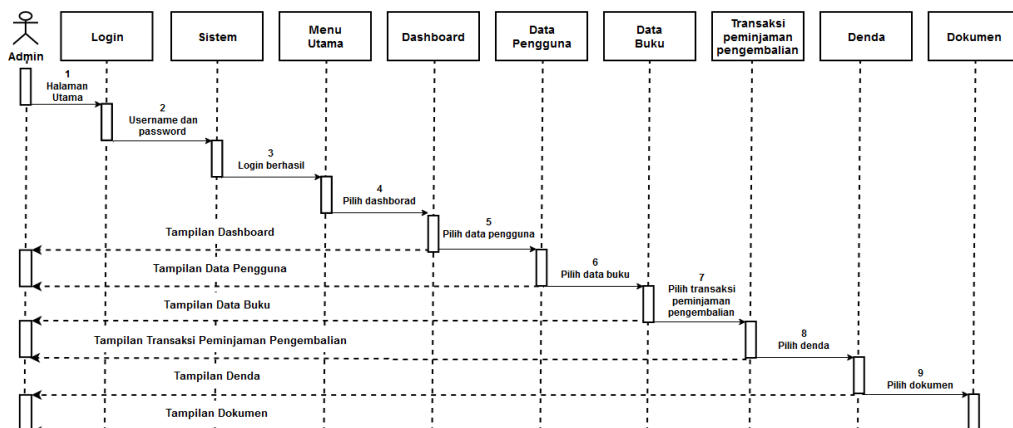 Admin
Login
Sistem
Menu
Utama
Dashboard
Data
Pengguna
Data
Buku
Transaksi
peminjaman
pengembalian
Denda
Dokumen
1
Halaman
Utama
2
Username dan
password
3
Login berhasil
4
Pilih dashborad
5
Pilih data pengguna
Tampilan Dashboard
6
Pilih data buku
Tampilan Data Pengguna
7
Pilih transaksi
peminjaman
pengembalian
Tampilan Data Buku
8
Pilih denda
Tampilan Transaksi Peminjaman Pengembalian
9
Pilih dokumen
Tampilan Denda
Tampilan Dokumen